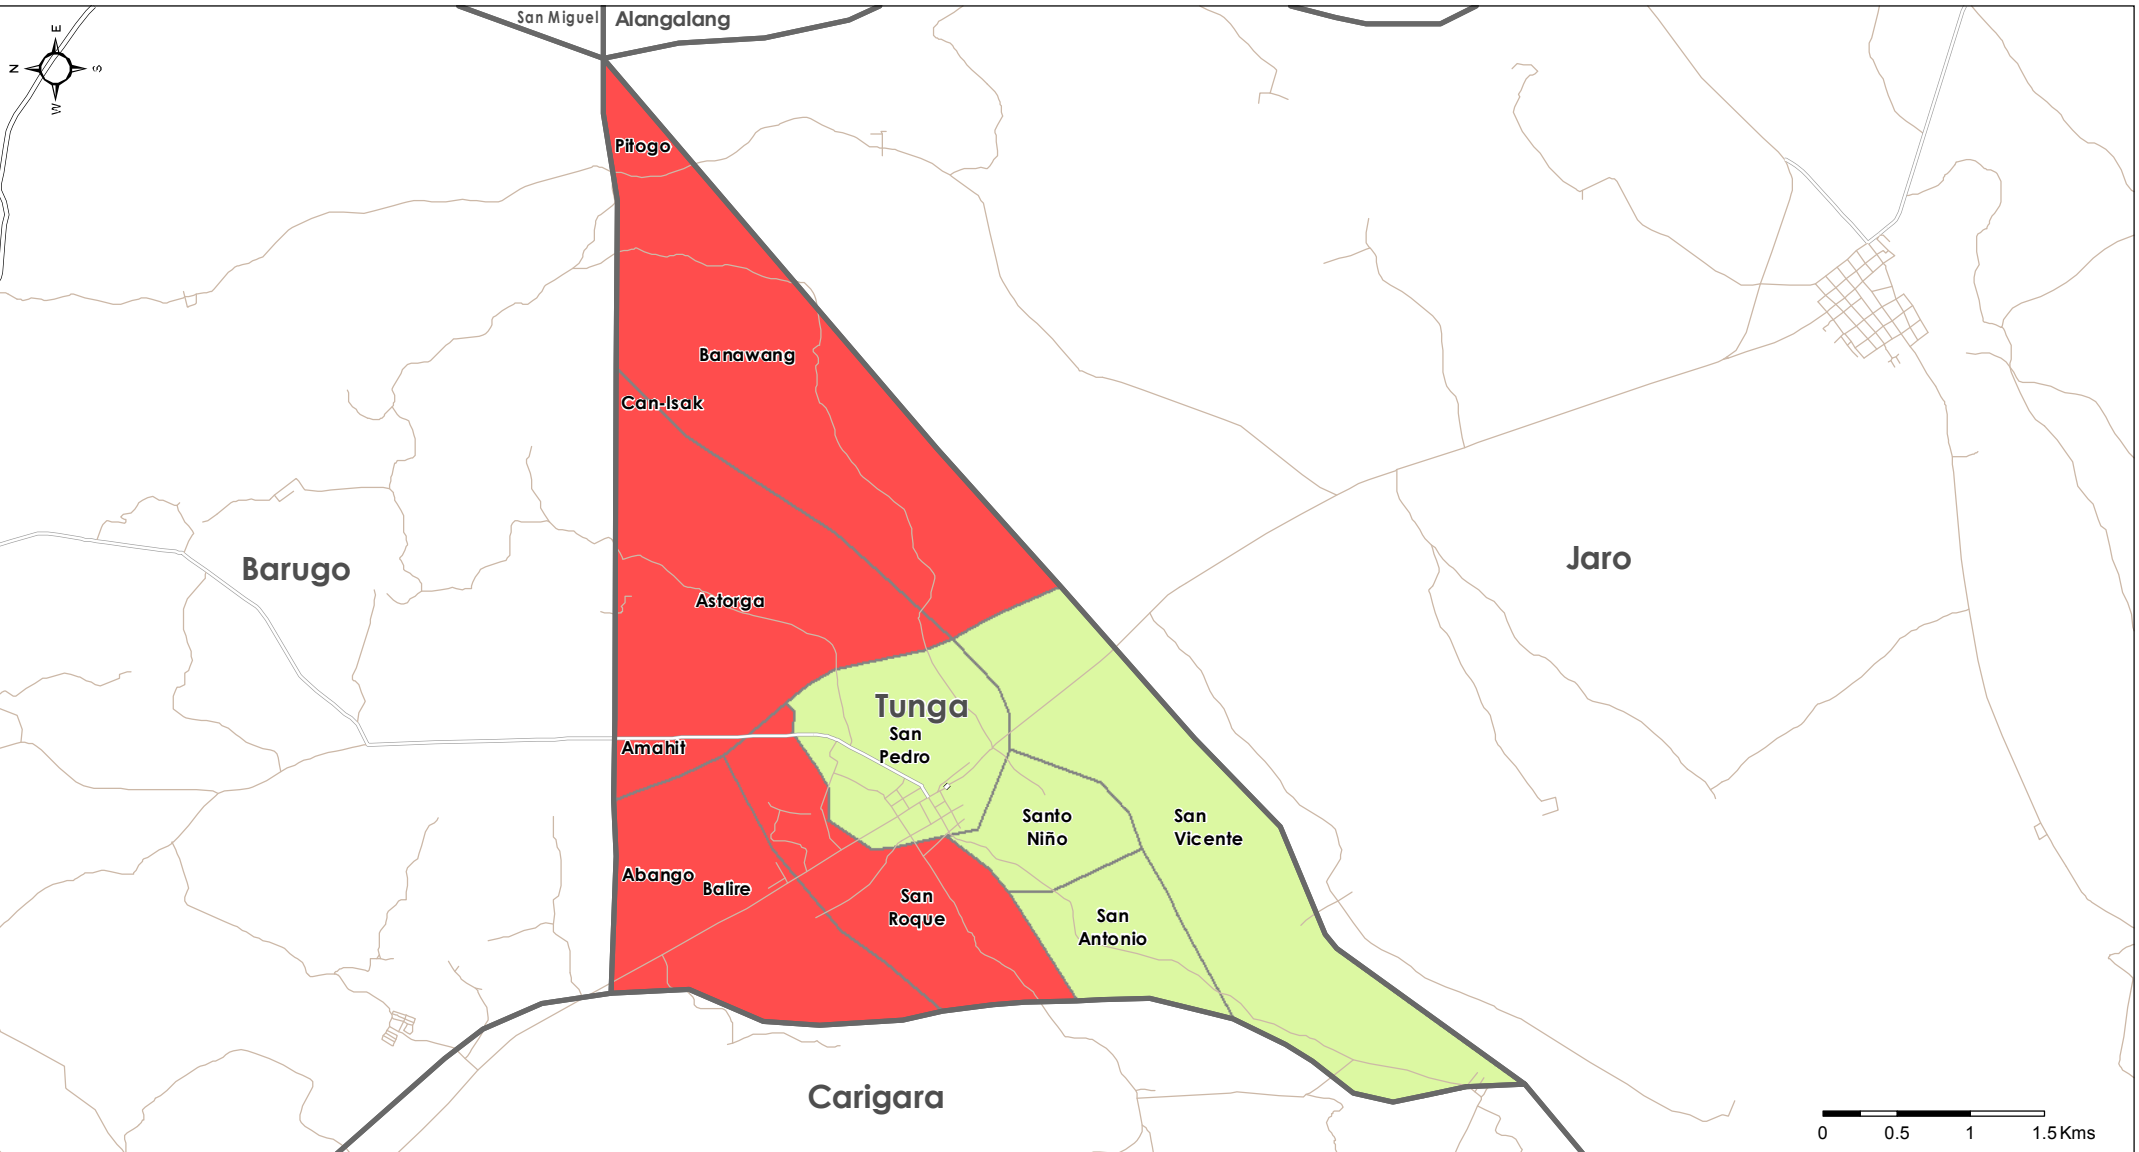 San Miguel
Alangalang
E
N
S
W
Pitogo
Banawang
Can-Isak
Barugo
Jaro
Astorga
Tunga
San
Pedro
Amahit
Santo
Niño
San
Vicente
Abango
Balire
San
Roque
San
Antonio
Carigara
0 0.5 1 1.5 Kms